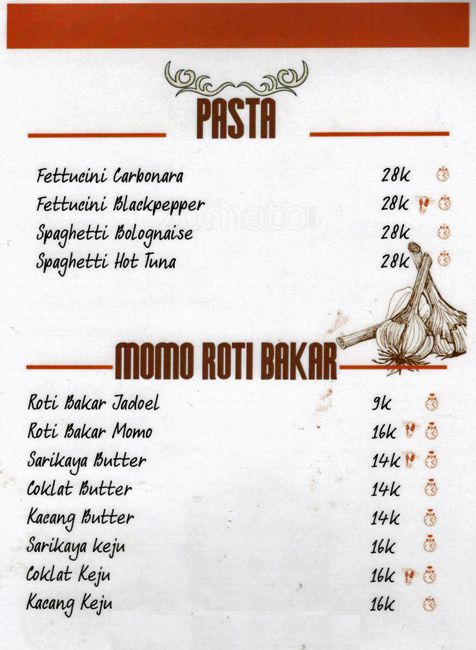 PASTA
Fettucini Carbonara 28k
Fettucini Blackpepper 28k
zomato
Spaghetti Bolognaise 28k
Spaghetti Hot Tuna 28k
MOMO ROTI BAKAR
Roti Bakar Jadoel 9k
Roti Bakar Momo 16k
Sarikaya Butter 14k
Coklat Butter 14k
Kacang Butter 14k
Sarikaya keju 16k
Coklat Keju 16k
Kacang Keju 16k